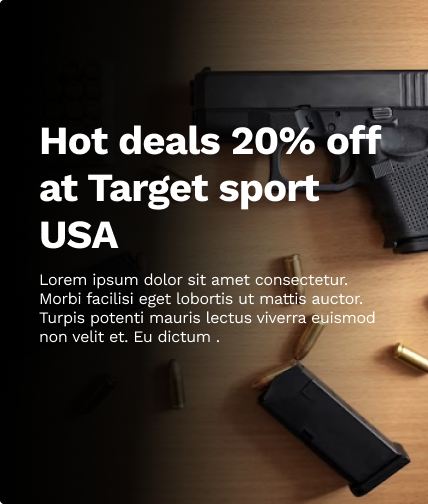 Hot deals 20% off
at Target sport
USA
Lorem ipsum dolor sit amet consectetur.
Morbi facilisi eget lobortis ut mattis auctor.
Turpis potenti mauris lectus viverra euismod
non velit et. Eu dictum .